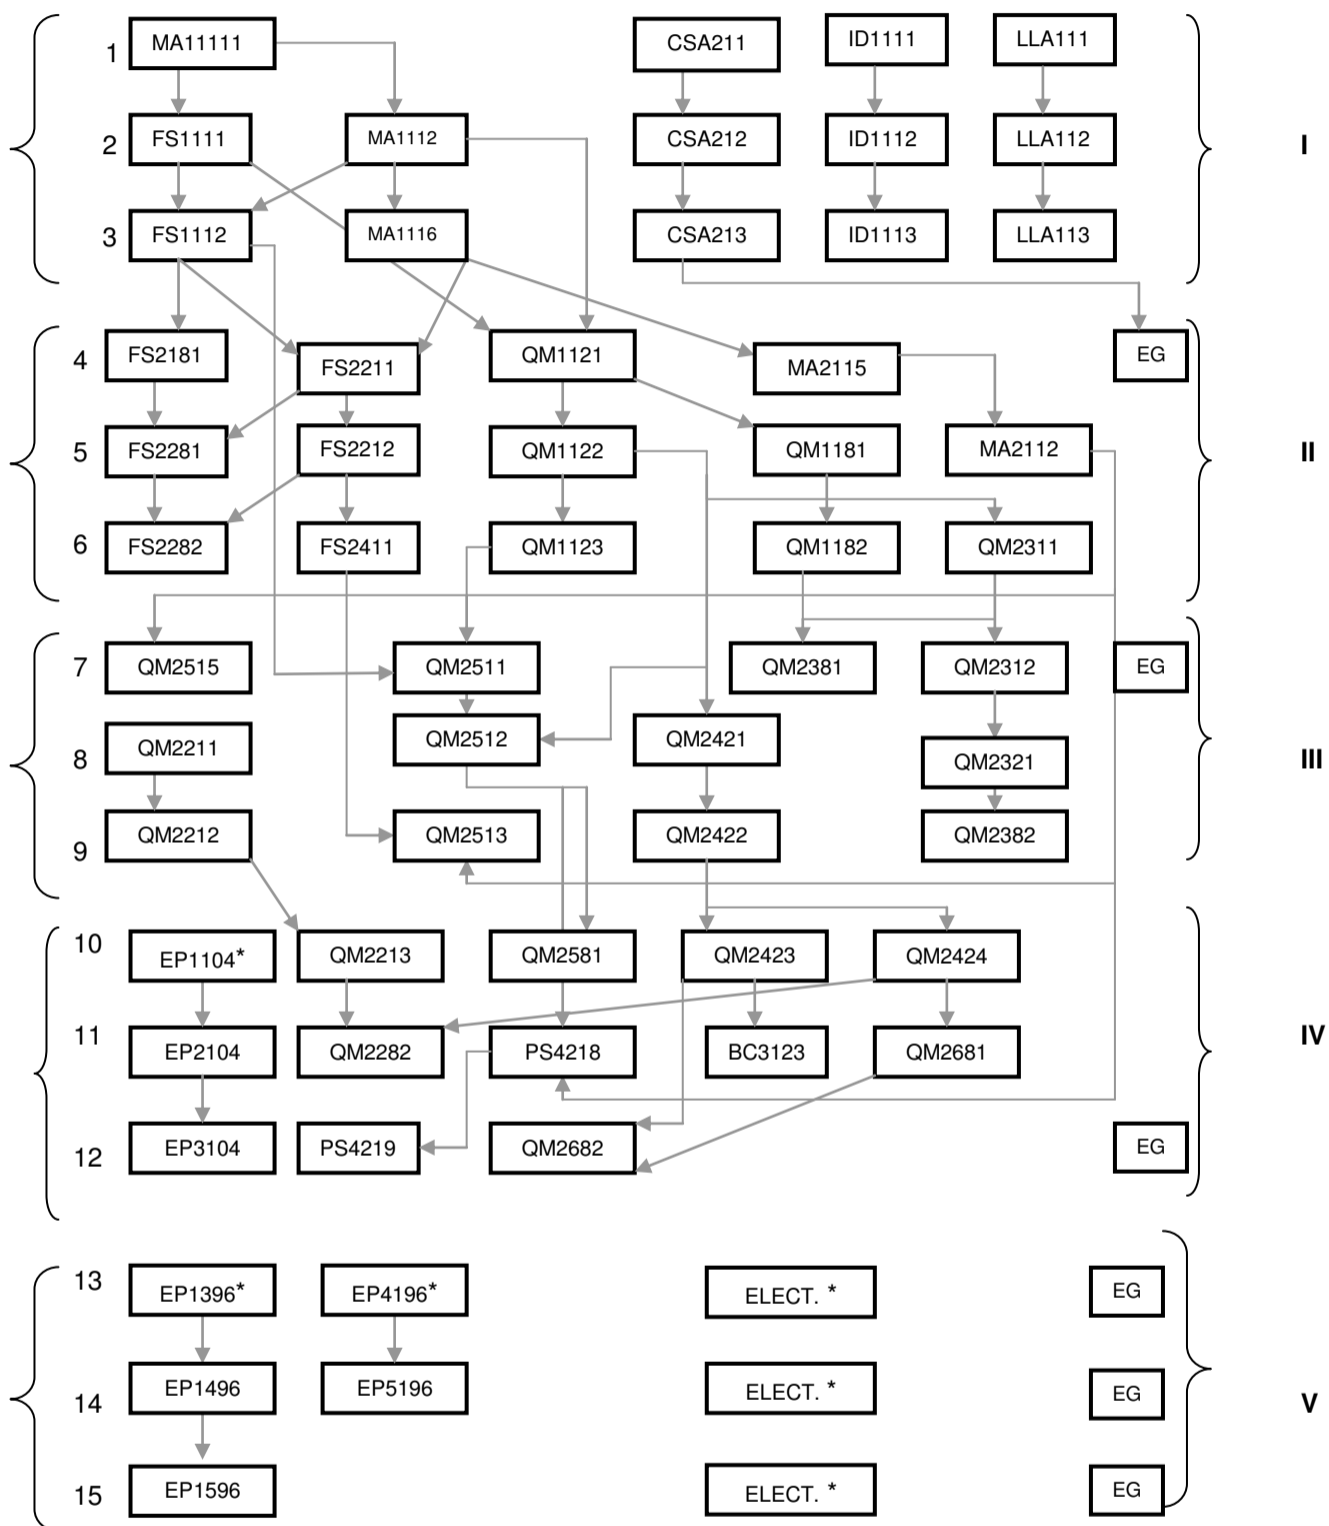 1 MA11111 CSA211 ID1111 LLA111
2 FS1111 MA1112 CSA212 ID1112 LLA112 I
3 FS1112 MA1116 CSA213 ID1113 LLA113
4 FS2181 FS2211 QM1121 MA2115 EG
5 FS2281 FS2212 QM1122 QM1181 MA2112 II
6 FS2282 FS2411 QM1123 QM1182 QM2311
7 QM2515 QM2511 QM2381 QM2312 EG
8 QM2211 QM2512 QM2421 QM2321 III
9 QM2212 QM2513 QM2422 QM2382
10 EP1104* QM2213 QM2581 QM2423 QM2424
11 EP2104 QM2282 PS4218 BC3123 QM2681 IV
12 EP3104 PS4219 QM2682 EG
13 EP1396* EP4196* ELECT. * EG
14 EP1496 EP5196 ELECT. * EG V
15 EP1596 ELECT. * EG